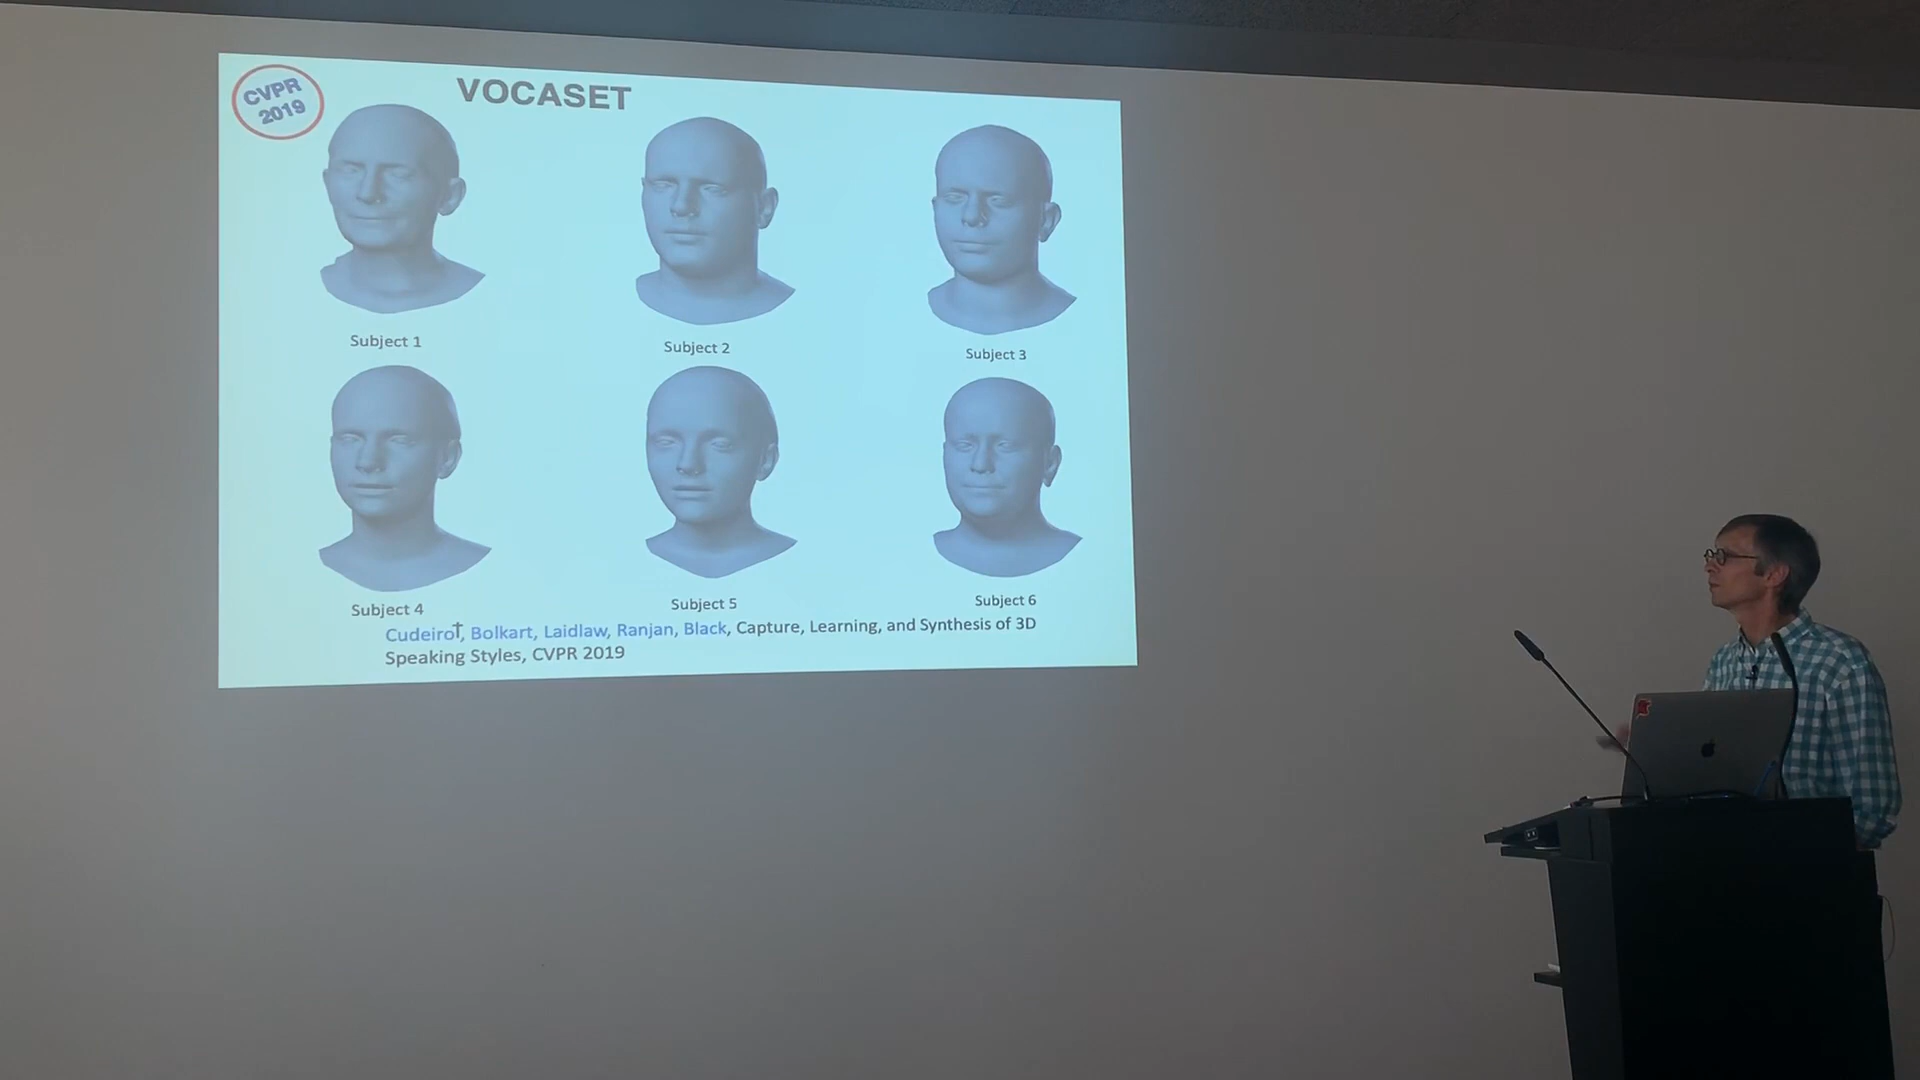 CVPR
2019
VOCASET
Subject 1
Subject 2
Subject 3
Subject 4
Subject 5
Subject 6
Cudeiro†, Bolkart, Laidlaw, Ranjan, Black, Capture, Learning, and Synthesis of 3D
Speaking Styles, CVPR 2019